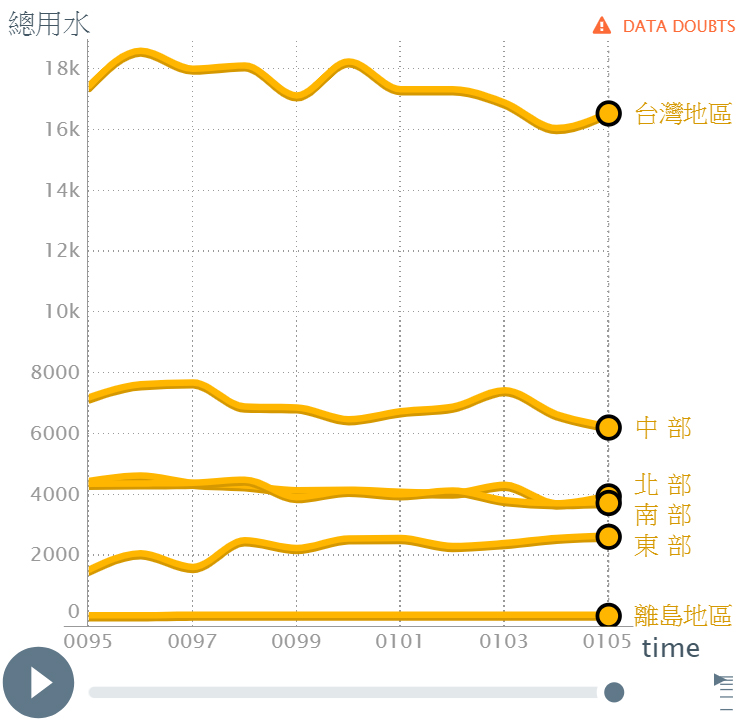 總用水
DATA DOUBTS
18k
16k
14k
12k
10k
8000
6000
4000
2000
0
台灣地區
中 部
北 部
南 部
東 部
離島地區
0095 0097 0099 0101 0103 0105
time